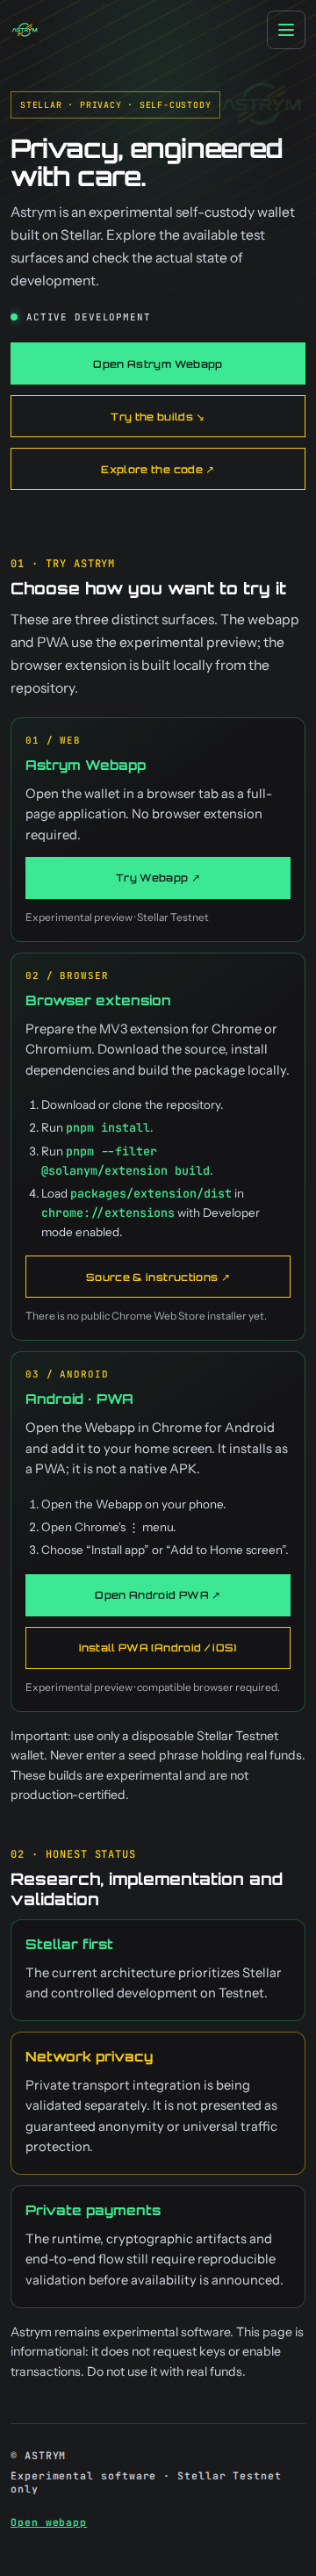 ASTRYM
STELLAR · PRIVACY · SELF-CUSTODY
ASTRYM
Privacy, engineered
with care.
Astrym is an experimental self-custody wallet
built on Stellar. Explore the available test
surfaces and check the actual state of
development.
ACTIVE DEVELOPMENT
Open Astrym Webapp
Try the builds ↘
Explore the code ↗
01 · TRY ASTRYM
Choose how you want to try it
These are three distinct surfaces. The webapp
and PWA use the experimental preview; the
browser extension is built locally from the
repository.
01 / WEB
Astrym Webapp
Open the wallet in a browser tab as a full-
page application. No browser extension
required.
Try Webapp ↗
Experimental preview · Stellar Testnet
02 / BROWSER
Browser extension
Prepare the MV3 extension for Chrome or
Chromium. Download the source, install
dependencies and build the package locally.
1. Download or clone the repository.
2. Run pnpm install.
3. Run pnpm --filter
@solanym/extension build.
4. Load packages/extension/dist in
chrome://extensions with Developer
mode enabled.
Source & instructions ↗
There is no public Chrome Web Store installer yet.
03 / ANDROID
Android · PWA
Open the Webapp in Chrome for Android
and add it to your home screen. It installs as
a PWA; it is not a native APK.
1. Open the Webapp on your phone.
2. Open Chrome's ⋮ menu.
3. Choose “Install app” or “Add to Home screen”.
Open Android PWA ↗
Install PWA (Android / iOS)
Experimental preview · compatible browser required.
Important: use only a disposable Stellar Testnet
wallet. Never enter a seed phrase holding real funds.
These builds are experimental and are not
production-certified.
02 · HONEST STATUS
Research, implementation and
validation
Stellar first
The current architecture prioritizes Stellar
and controlled development on Testnet.
Network privacy
Private transport integration is being
validated separately. It is not presented as
guaranteed anonymity or universal traffic
protection.
Private payments
The runtime, cryptographic artifacts and
end-to-end flow still require reproducible
validation before availability is announced.
Astrym remains experimental software. This page is
informational: it does not request keys or enable
transactions. Do not use it with real funds.
© ASTRYM
Experimental software · Stellar Testnet
only
Open webapp